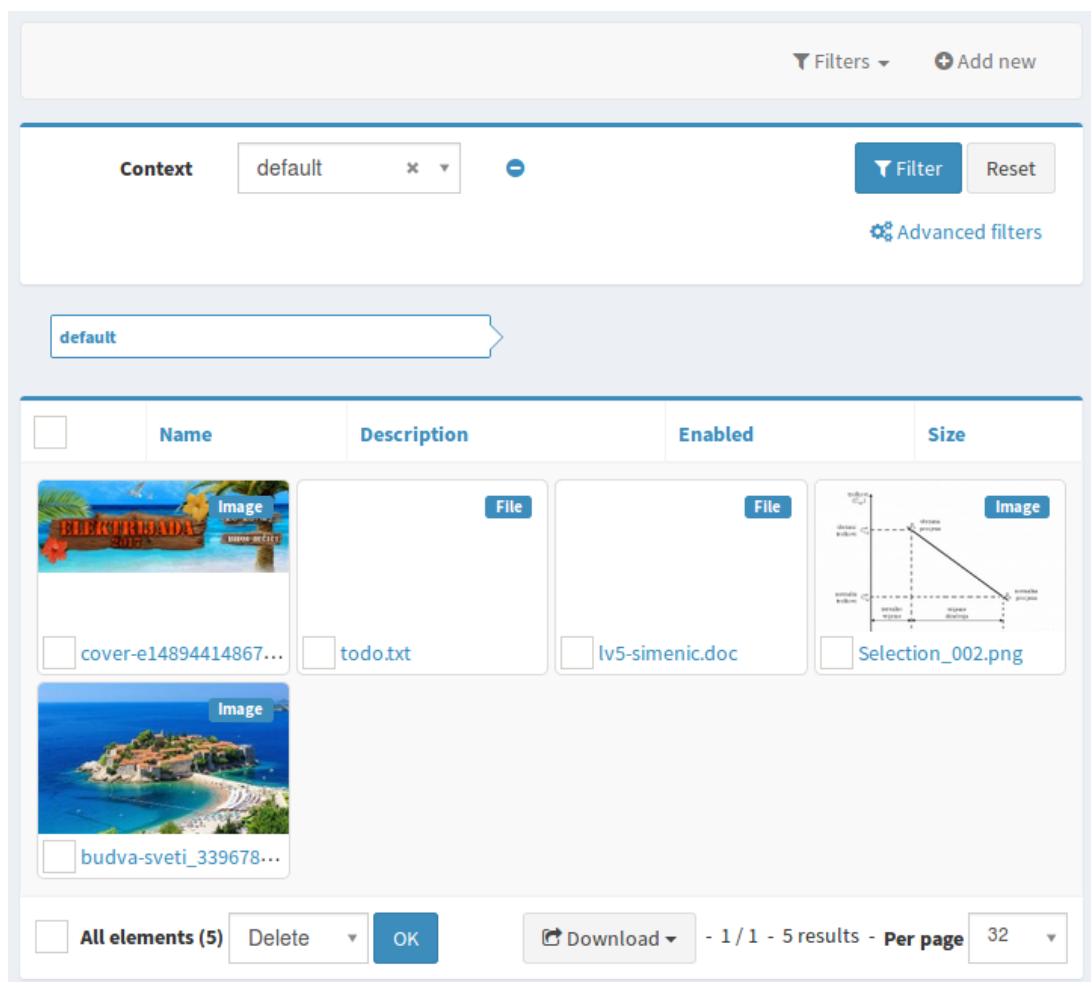 Filters Add new
Context default Filter Reset
Advanced filters
default
Name Description Enabled Size
Image File File Image
ELEKTRIJADA
2017
cover-e14894414867... todo.txt lv5-simenic.doc Selection_002.png
Image
budva-sveti_339678...
All elements (5) Delete OK Download - 1 / 1 - 5 results - Per page 32